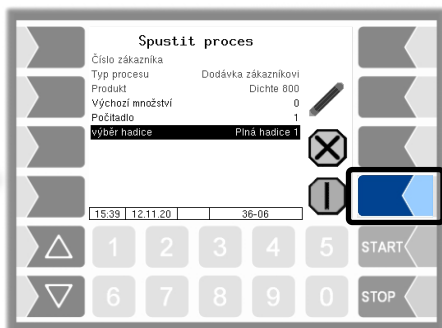 Spustit proces
Číslo zákazníka
Typ procesu Dodávka zákazníkovi
Produkt Dichte 800
Výchozí množství 0
Počitadlo 1
výběr hadice Plná hadice 1
15:39 12.11.20 36-06
1 2 3 4 5 START
6 7 8 9 0 STOP